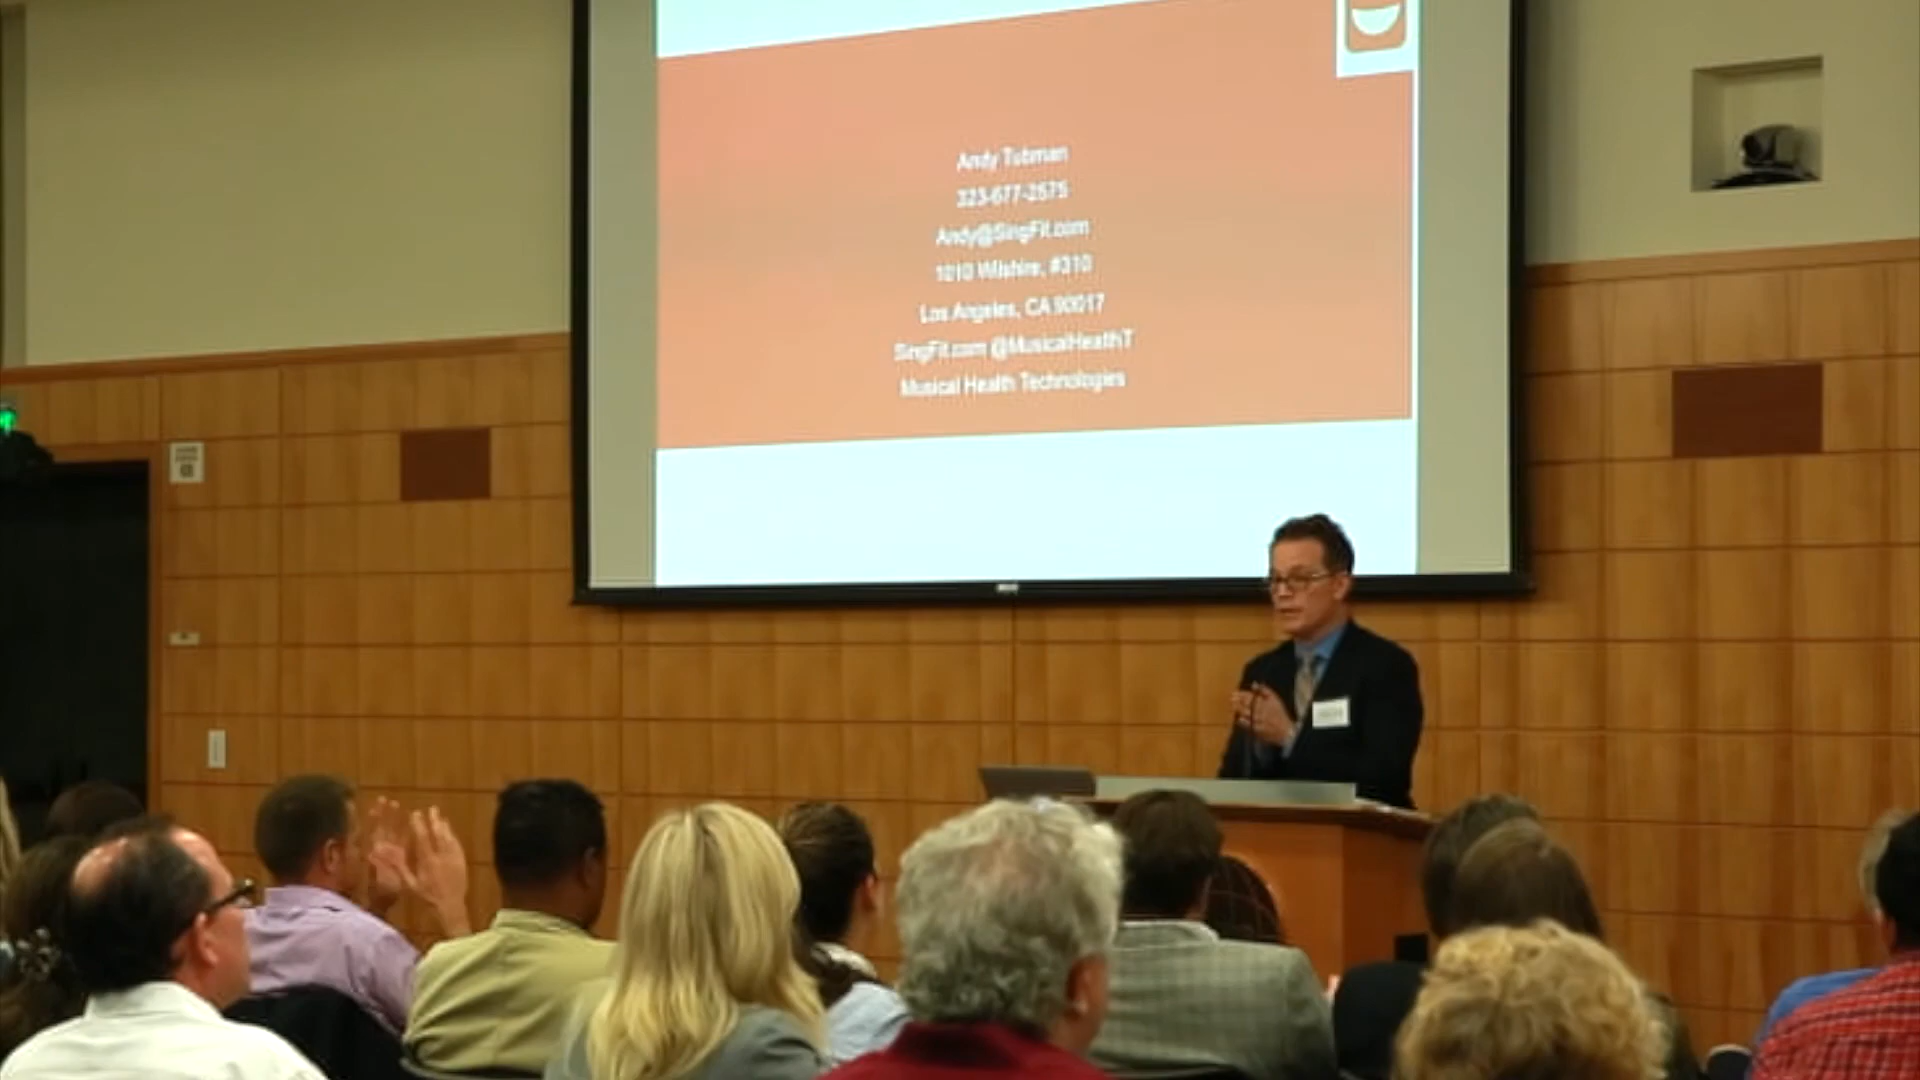 Andy Tubman
323-677-2575
Andy@SingFit.com
1010 Wilshire, #310
Los Angeles, CA 90017
SingFit.com @MusicalHealthT
Musical Health Technologies